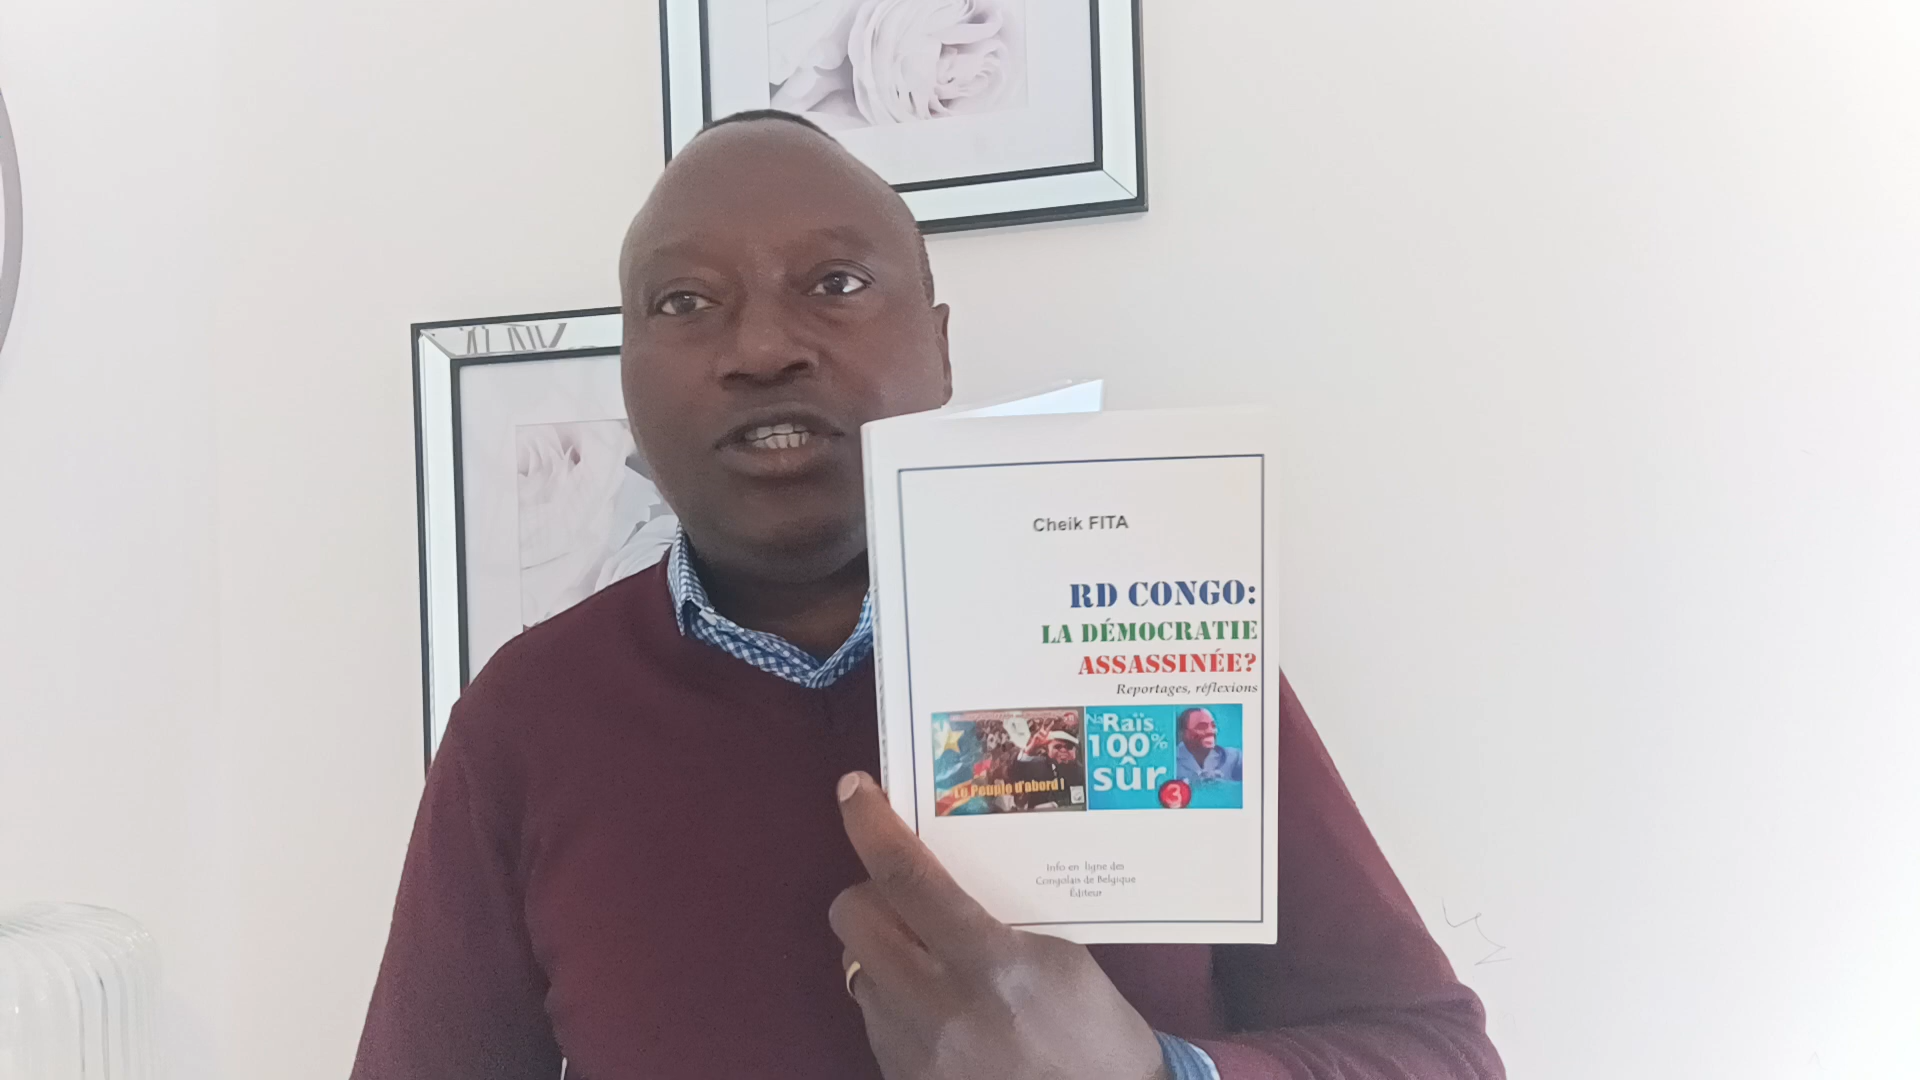 Cheik FITA
RD CONGO:
LA DÉMOCRATIE
ASSASSINÉE?
Reportages, réflexions
Le Peuple d'abord !
Na
Raïs
100%
sûr
3
Info en ligne des
Congolais de Belgique
Éditeur